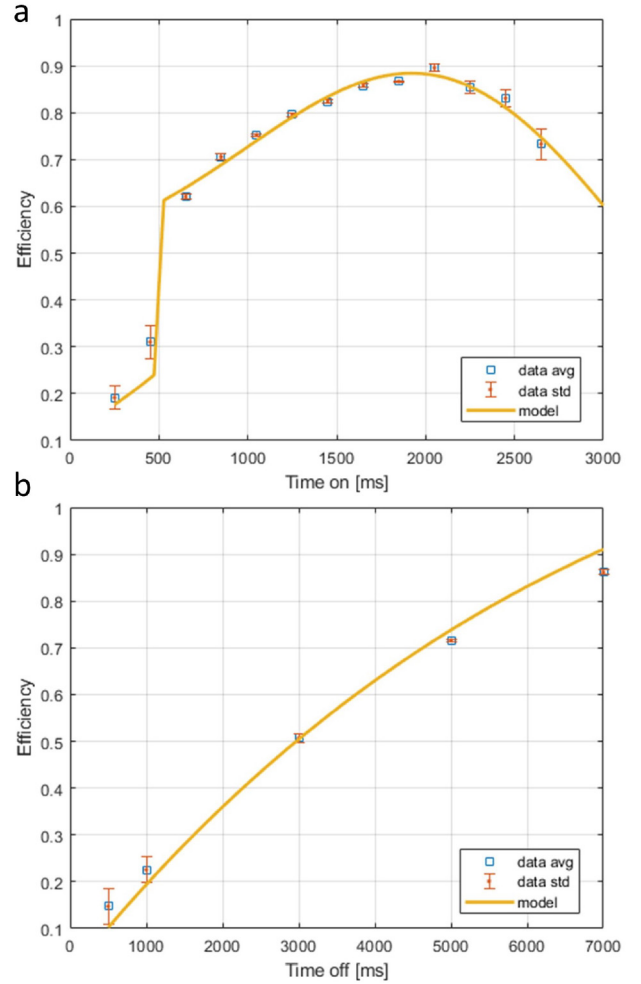 a
1
0.9
0.8
0.7
0.6
0.5
0.4
0.3
0.2
0.1
Efficiency
data avg
data std
model
0 500 1000 1500 2000 2500 3000
Time on [ms]
b
1
0.9
0.8
0.7
0.6
0.5
0.4
0.3
0.2
0.1
Efficiency
data avg
data std
model
0 1000 2000 3000 4000 5000 6000 7000
Time off [ms]